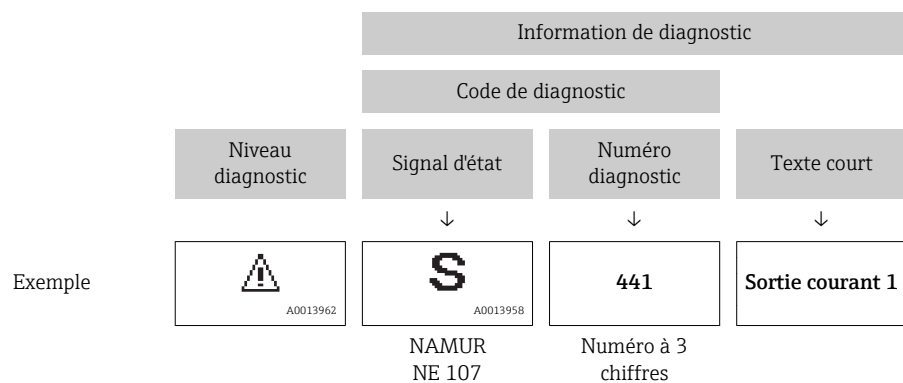 Information de diagnostic
Code de diagnostic
Niveau
diagnostic
Signal d'état
Numéro
diagnostic
Texte court
↓ ↓ ↓
Exemple
A0013962
S
A0013958
441
Sortie courant 1
NAMUR
NE 107
Numéro à 3
chiffres